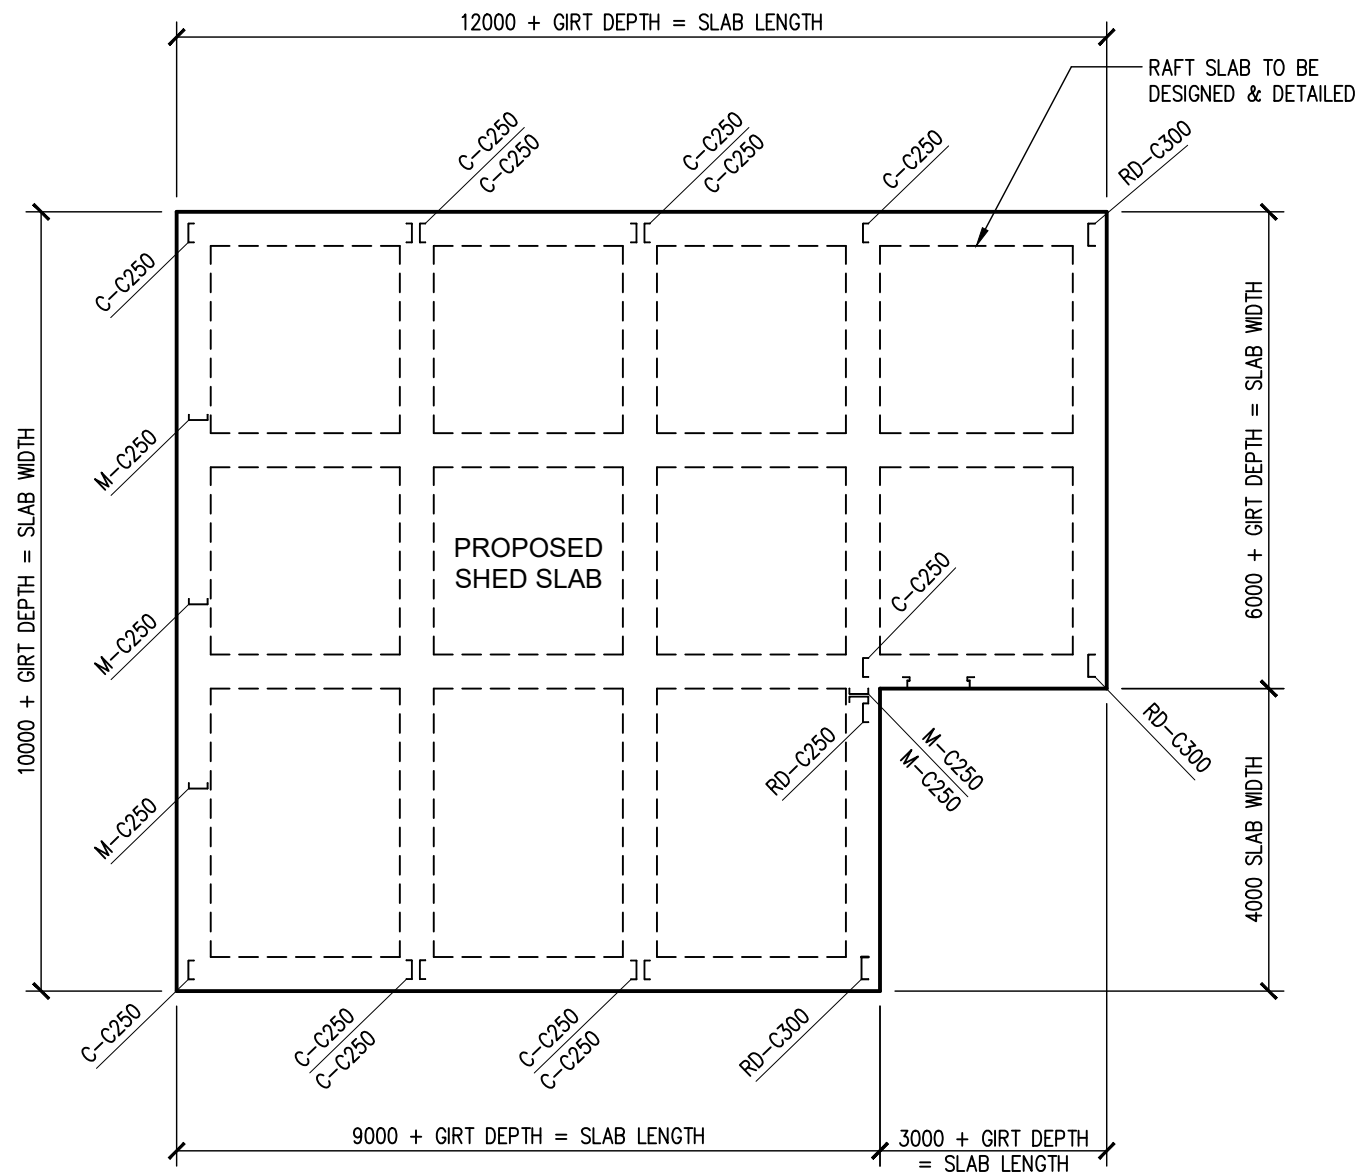 12000 + GIRT DEPTH = SLAB LENGTH
RAFT SLAB TO BE
DESIGNED & DETAILED
C-C250
C-C250
C-C250
C-C250
C-C250
RD-C300
C-C250
M-C250
10000 + GIRT DEPTH = SLAB WIDTH
6000 + GIRT DEPTH = SLAB WIDTH
PROPOSED
SHED SLAB
C-C250
M-C250
RD-C250
M-C250
M-C250
RD-C300
M-C250
4000 SLAB WIDTH
C-C250
C-C250
C-C250
C-C250
C-C250
RD-C300
9000 + GIRT DEPTH = SLAB LENGTH
3000 + GIRT DEPTH
= SLAB LENGTH